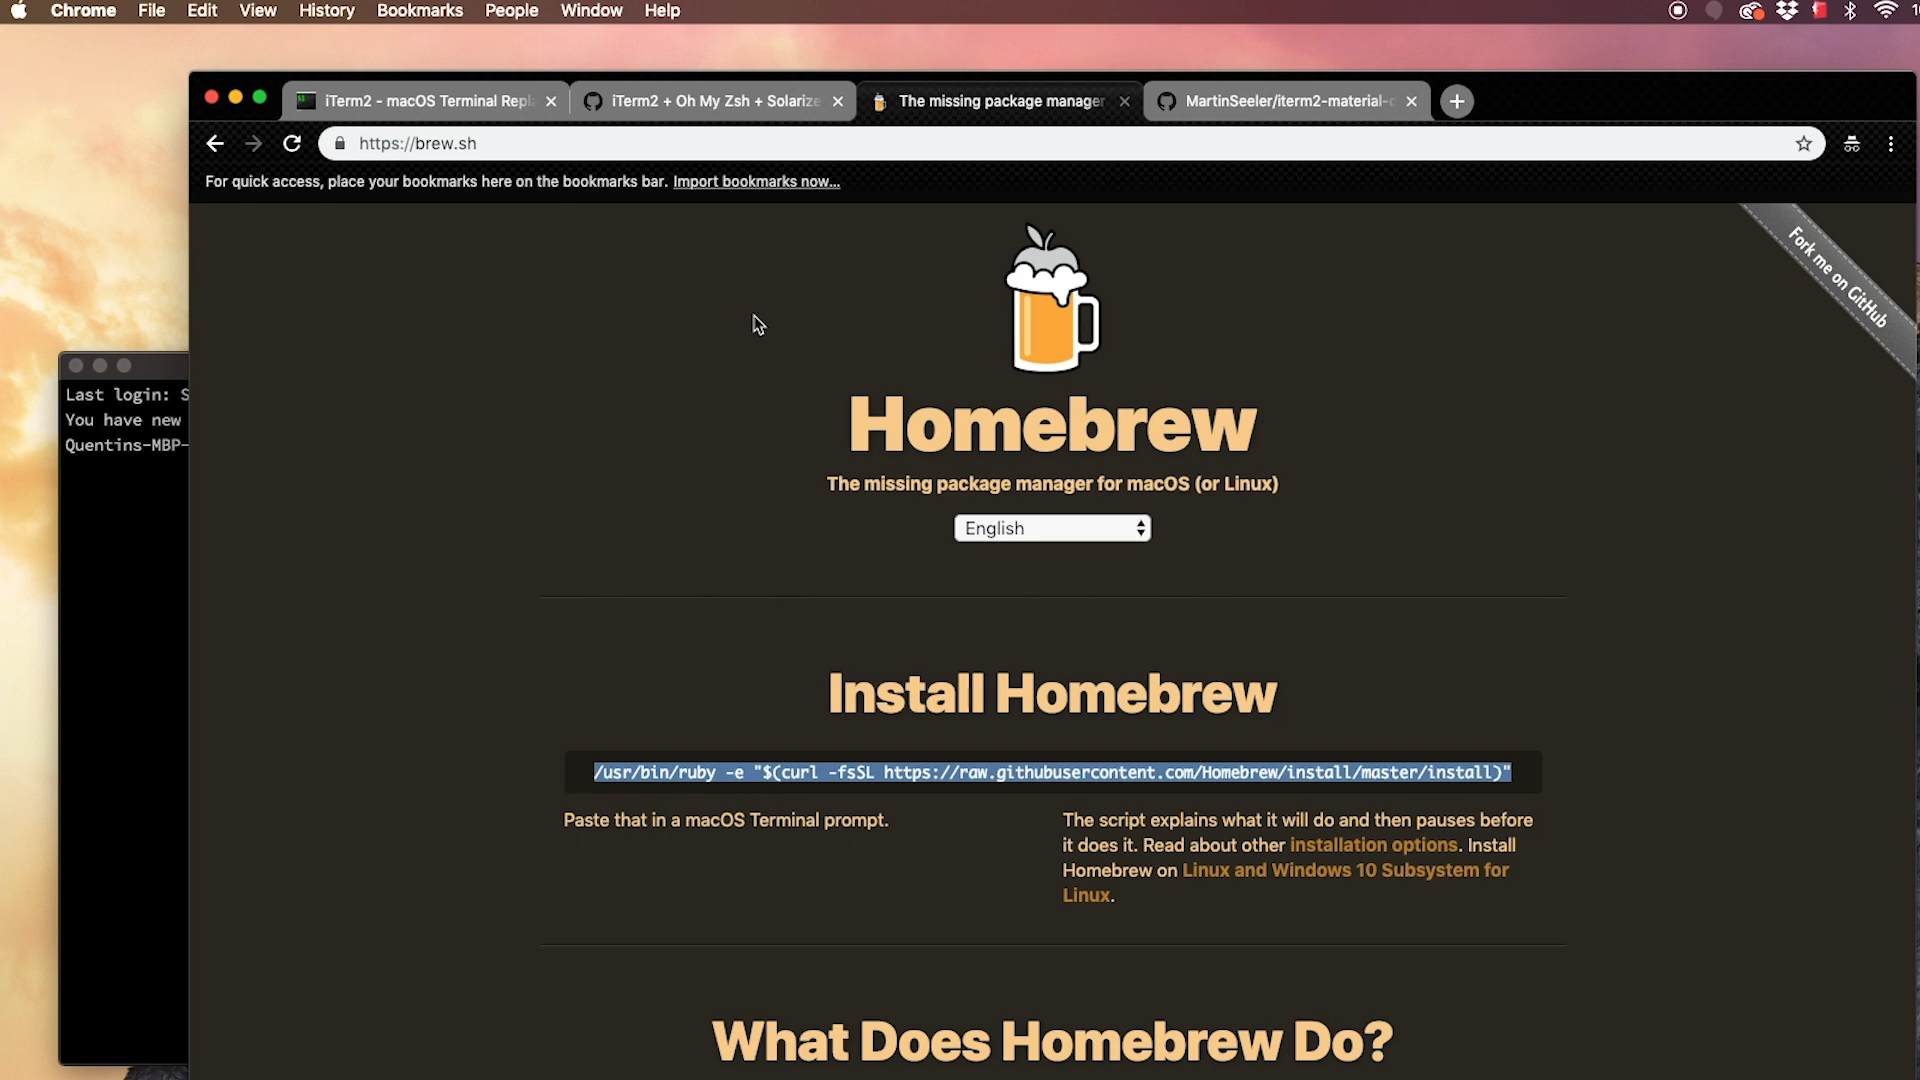 Chrome File Edit View History Bookmarks People Window Help
iTerm2 - macOS Terminal Repl
iTerm2 + Oh My Zsh + Solarize
The missing package manager
MartinSeeler/iterm2-material-d
https://brew.sh
For quick access, place your bookmarks here on the bookmarks bar. Import bookmarks now...
Fork me on GitHub
Last login: S
You have new
Quentins-MBP-
Homebrew
The missing package manager for macOS (or Linux)
English
Install Homebrew
/usr/bin/ruby -e "$(curl -fsSL https://raw.githubusercontent.com/Homebrew/install/master/install)"
Paste that in a macOS Terminal prompt.
The script explains what it will do and then pauses before
it does it. Read about other installation options. Install
Homebrew on Linux and Windows 10 Subsystem for
Linux.
What Does Homebrew Do?